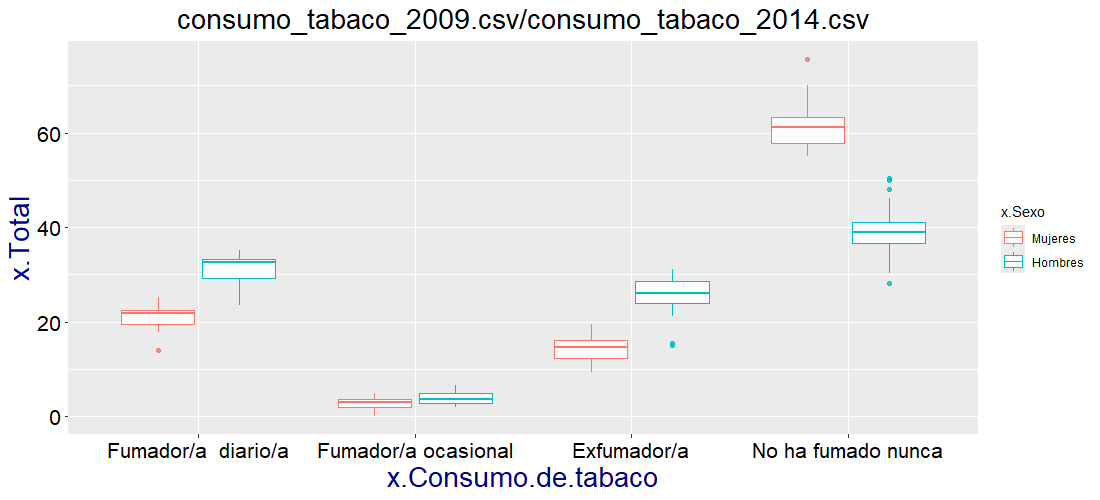 consumo_tabaco_2009.csv/consumo_tabaco_2014.csv
x.Total
60
40
20
0
Fumador/a  diario/a
Fumador/a ocasional
Exfumador/a
No ha fumado nunca
x.Consumo.de.tabaco
x.Sexo
Mujeres
Hombres